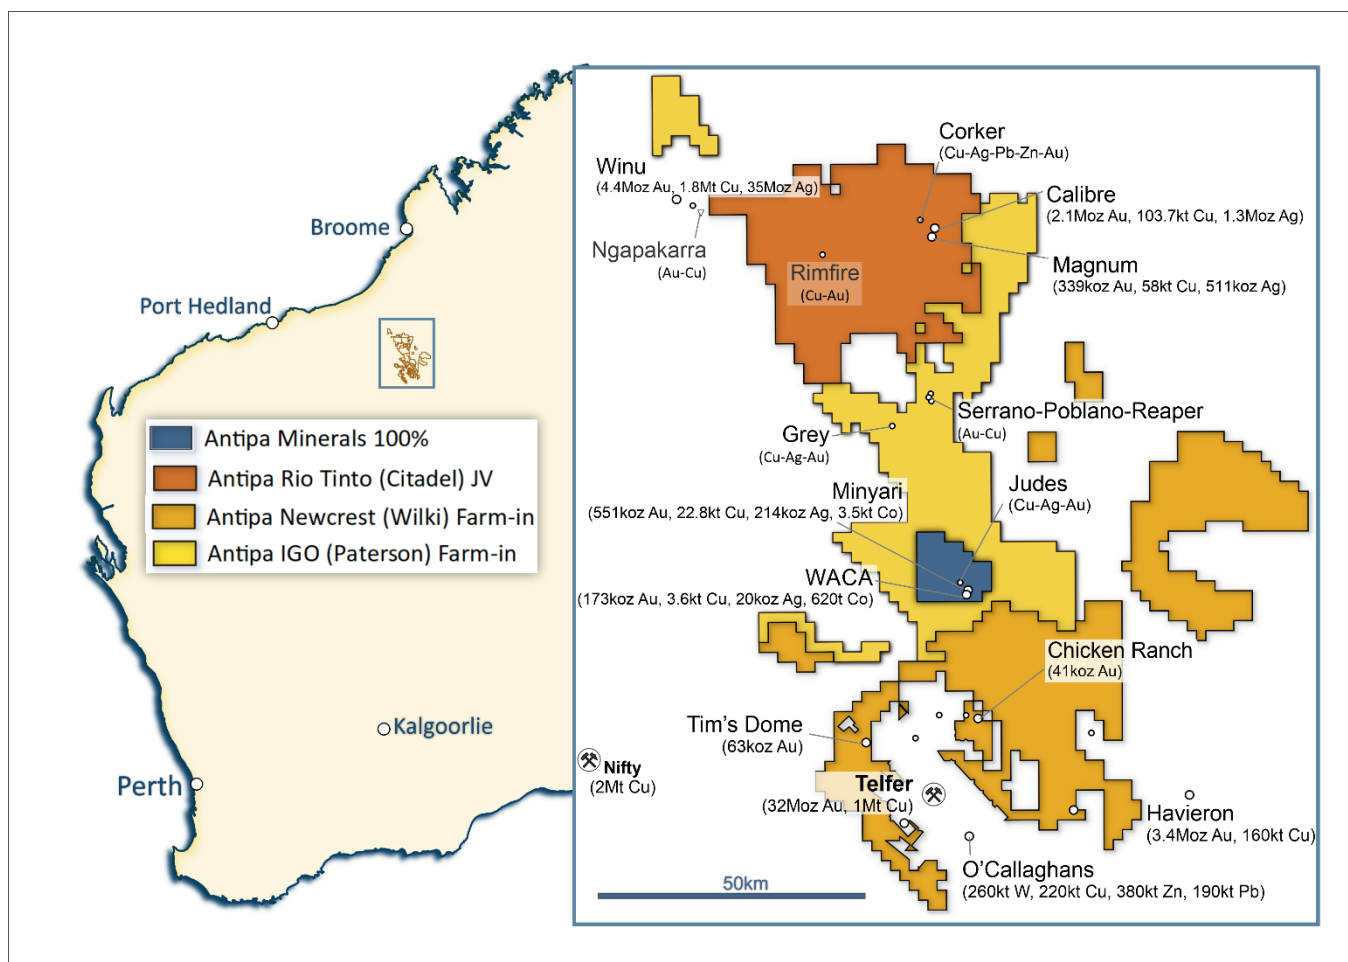 Broome
Port Hedland
Antipa Minerals 100%
Antipa Rio Tinto (Citadel) JV
Antipa Newcrest (Wilki) Farm-in
Antipa IGO (Paterson) Farm-in
Kalgoorlie
Perth
Corker
(Cu-Ag-Pb-Zn-Au)
Winu
(4.4Moz Au, 1.8Mt Cu, 35Moz Ag)
Calibre
(2.1Moz Au, 103.7kt Cu, 1.3Moz Ag)
Ngapakarra
(Au-Cu)
Rimfire
(Cu-Au)
Magnum
(339koz Au, 58kt Cu, 511koz Ag)
Serrano-Poblano-Reaper
(Au-Cu)
Grey
(Cu-Ag-Au)
Judes
(Cu-Ag-Au)
Minyari
(551koz Au, 22.8kt Cu, 214koz Ag, 3.5kt Co)
WACA
(173koz Au, 3.6kt Cu, 20koz Ag, 620t Co)
Chicken Ranch
(41koz Au)
Tim's Dome
(63koz Au)
Nifty
(2Mt Cu)
Telfer
(32Moz Au, 1Mt Cu)
Havieron
(3.4Moz Au, 160kt Cu)
O'Callaghans
(260kt W, 220kt Cu, 380kt Zn, 190kt Pb)
50km